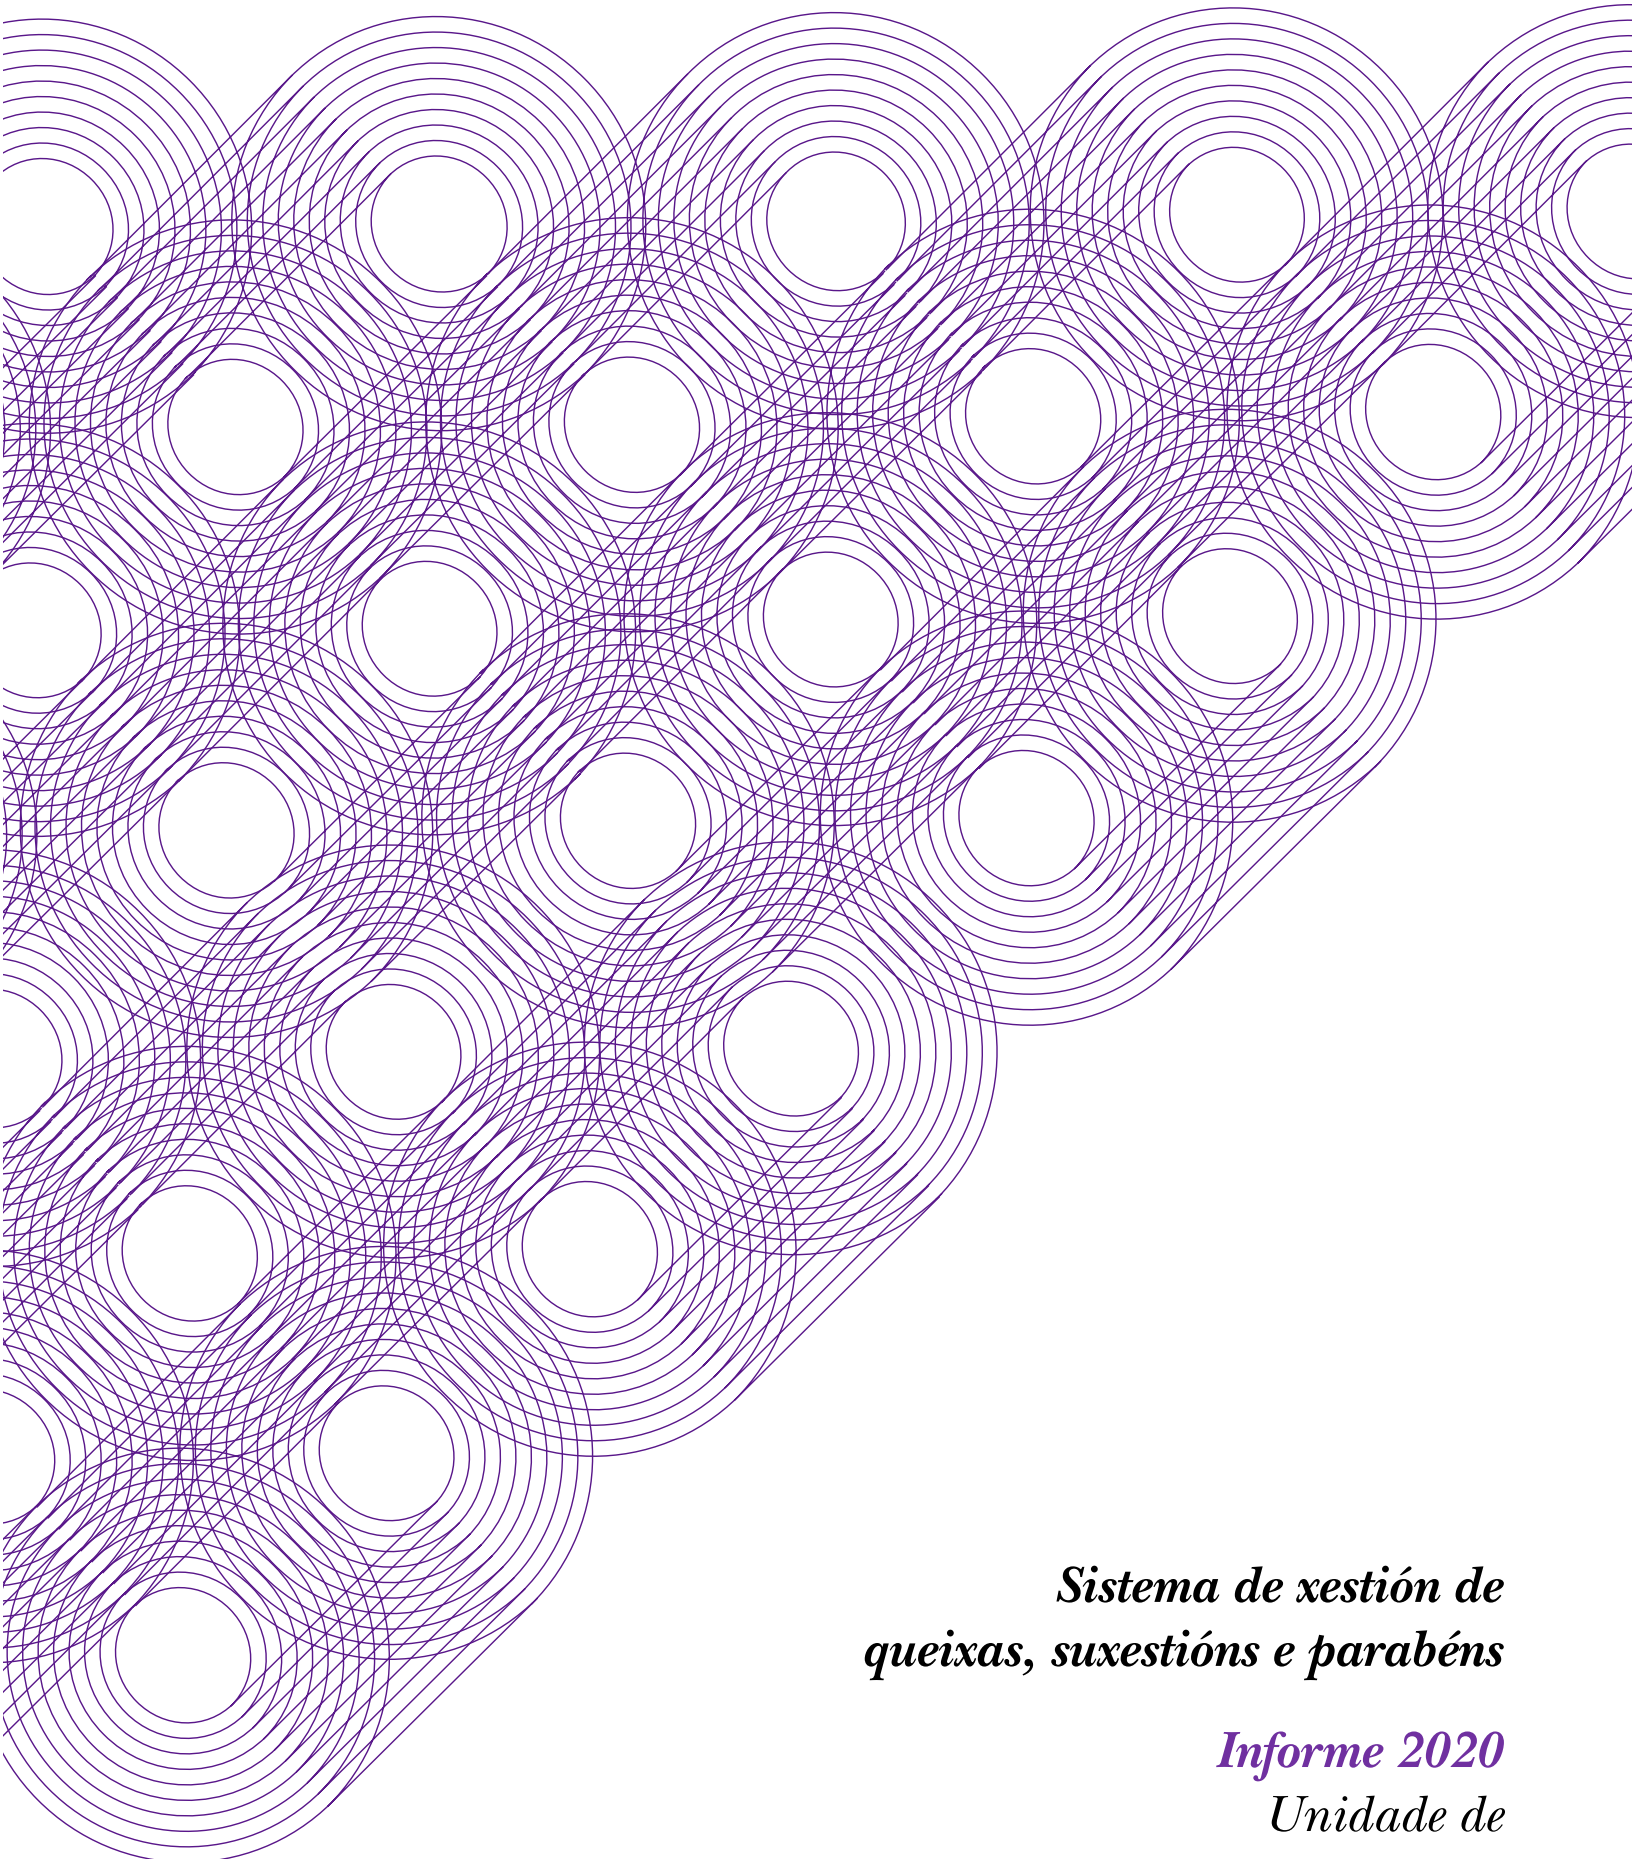 Sistema de xestión de
queixas, suxestións e parabéns
Informe 2020
Unidade de